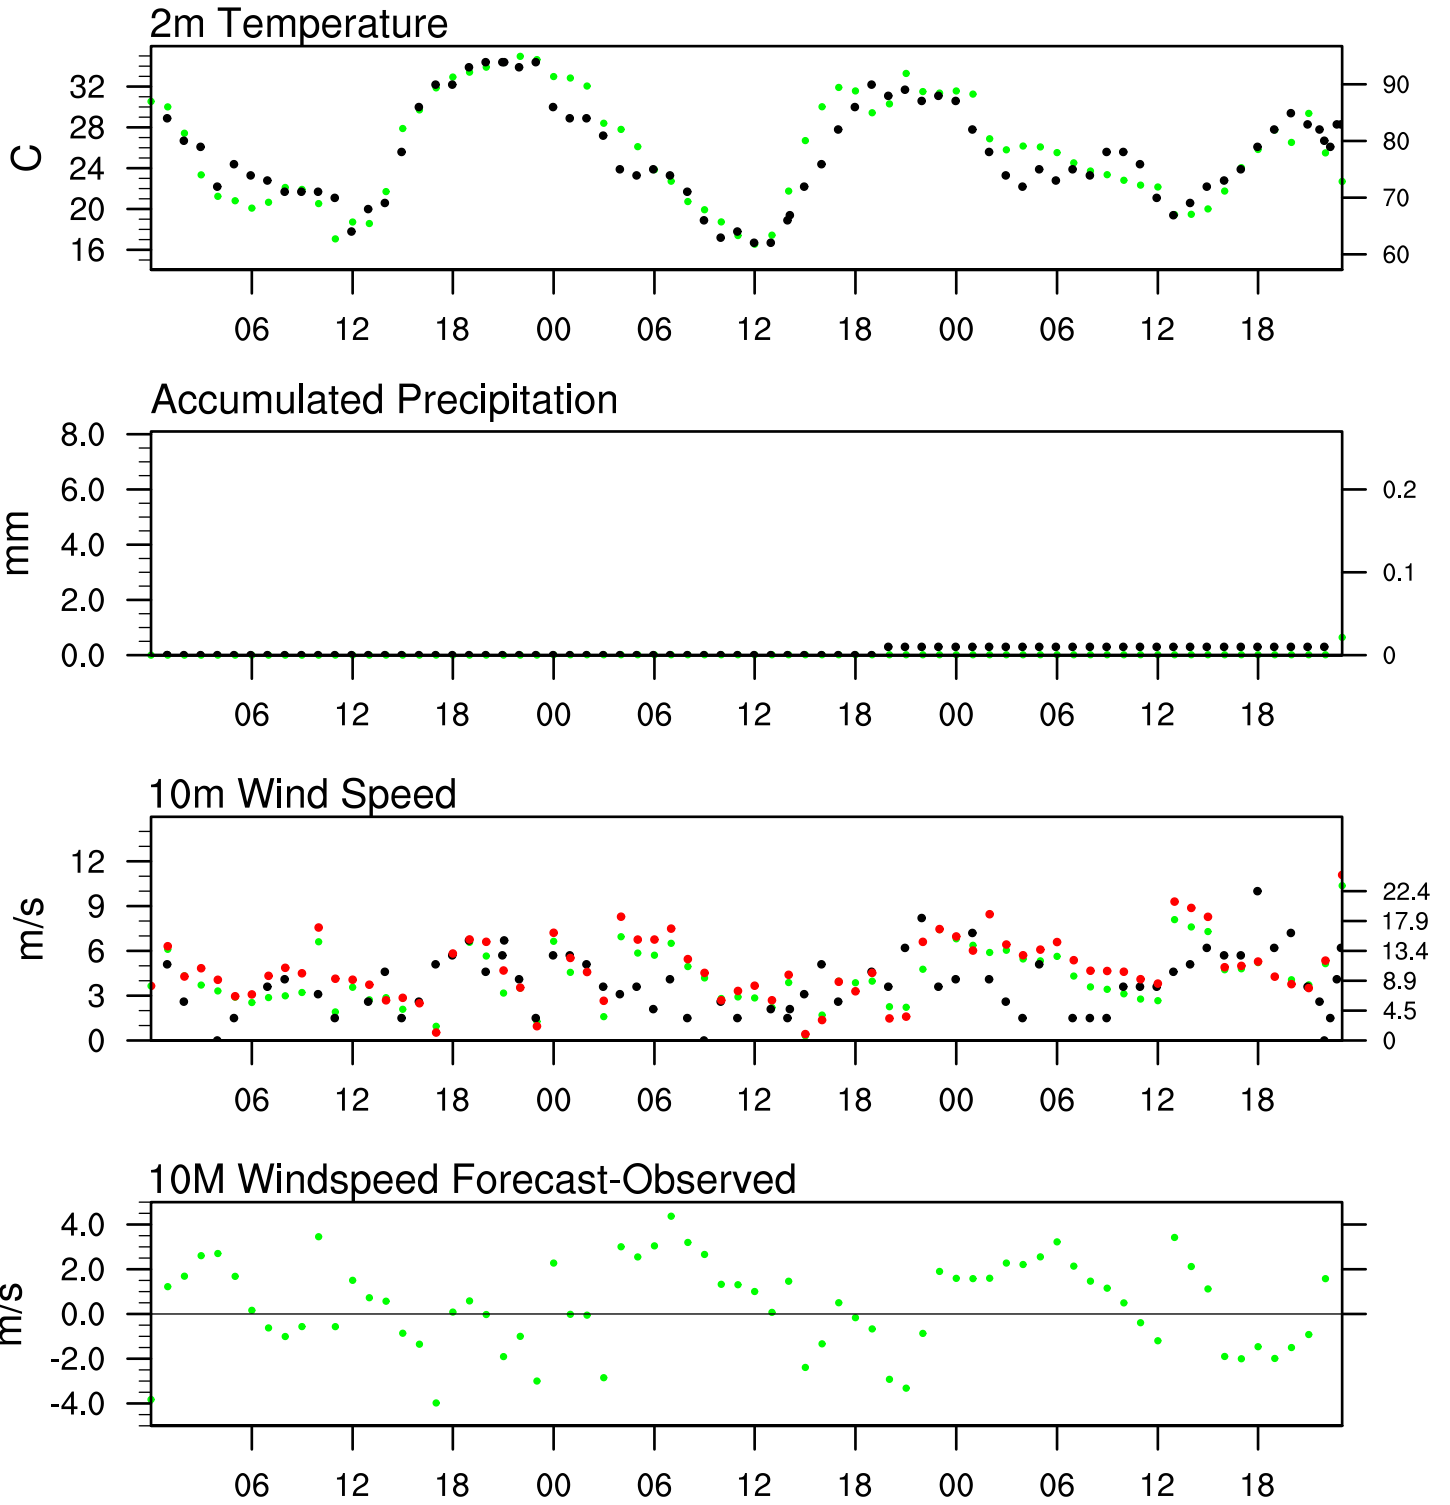 2m Temperature
C
32
28
24
20
16
90
80
70
60
06 12 18 00 06 12 18 00 06 12 18
Accumulated Precipitation
mm
8.0
6.0
4.0
2.0
0.0
0.2
0.1
0
06 12 18 00 06 12 18 00 06 12 18
10m Wind Speed
m/s
12
9
6
3
0
22.4
17.9
13.4
8.9
4.5
0
06 12 18 00 06 12 18 00 06 12 18
10M Windspeed Forecast-Observed
m/s
4.0
2.0
0.0
-2.0
-4.0
06 12 18 00 06 12 18 00 06 12 18